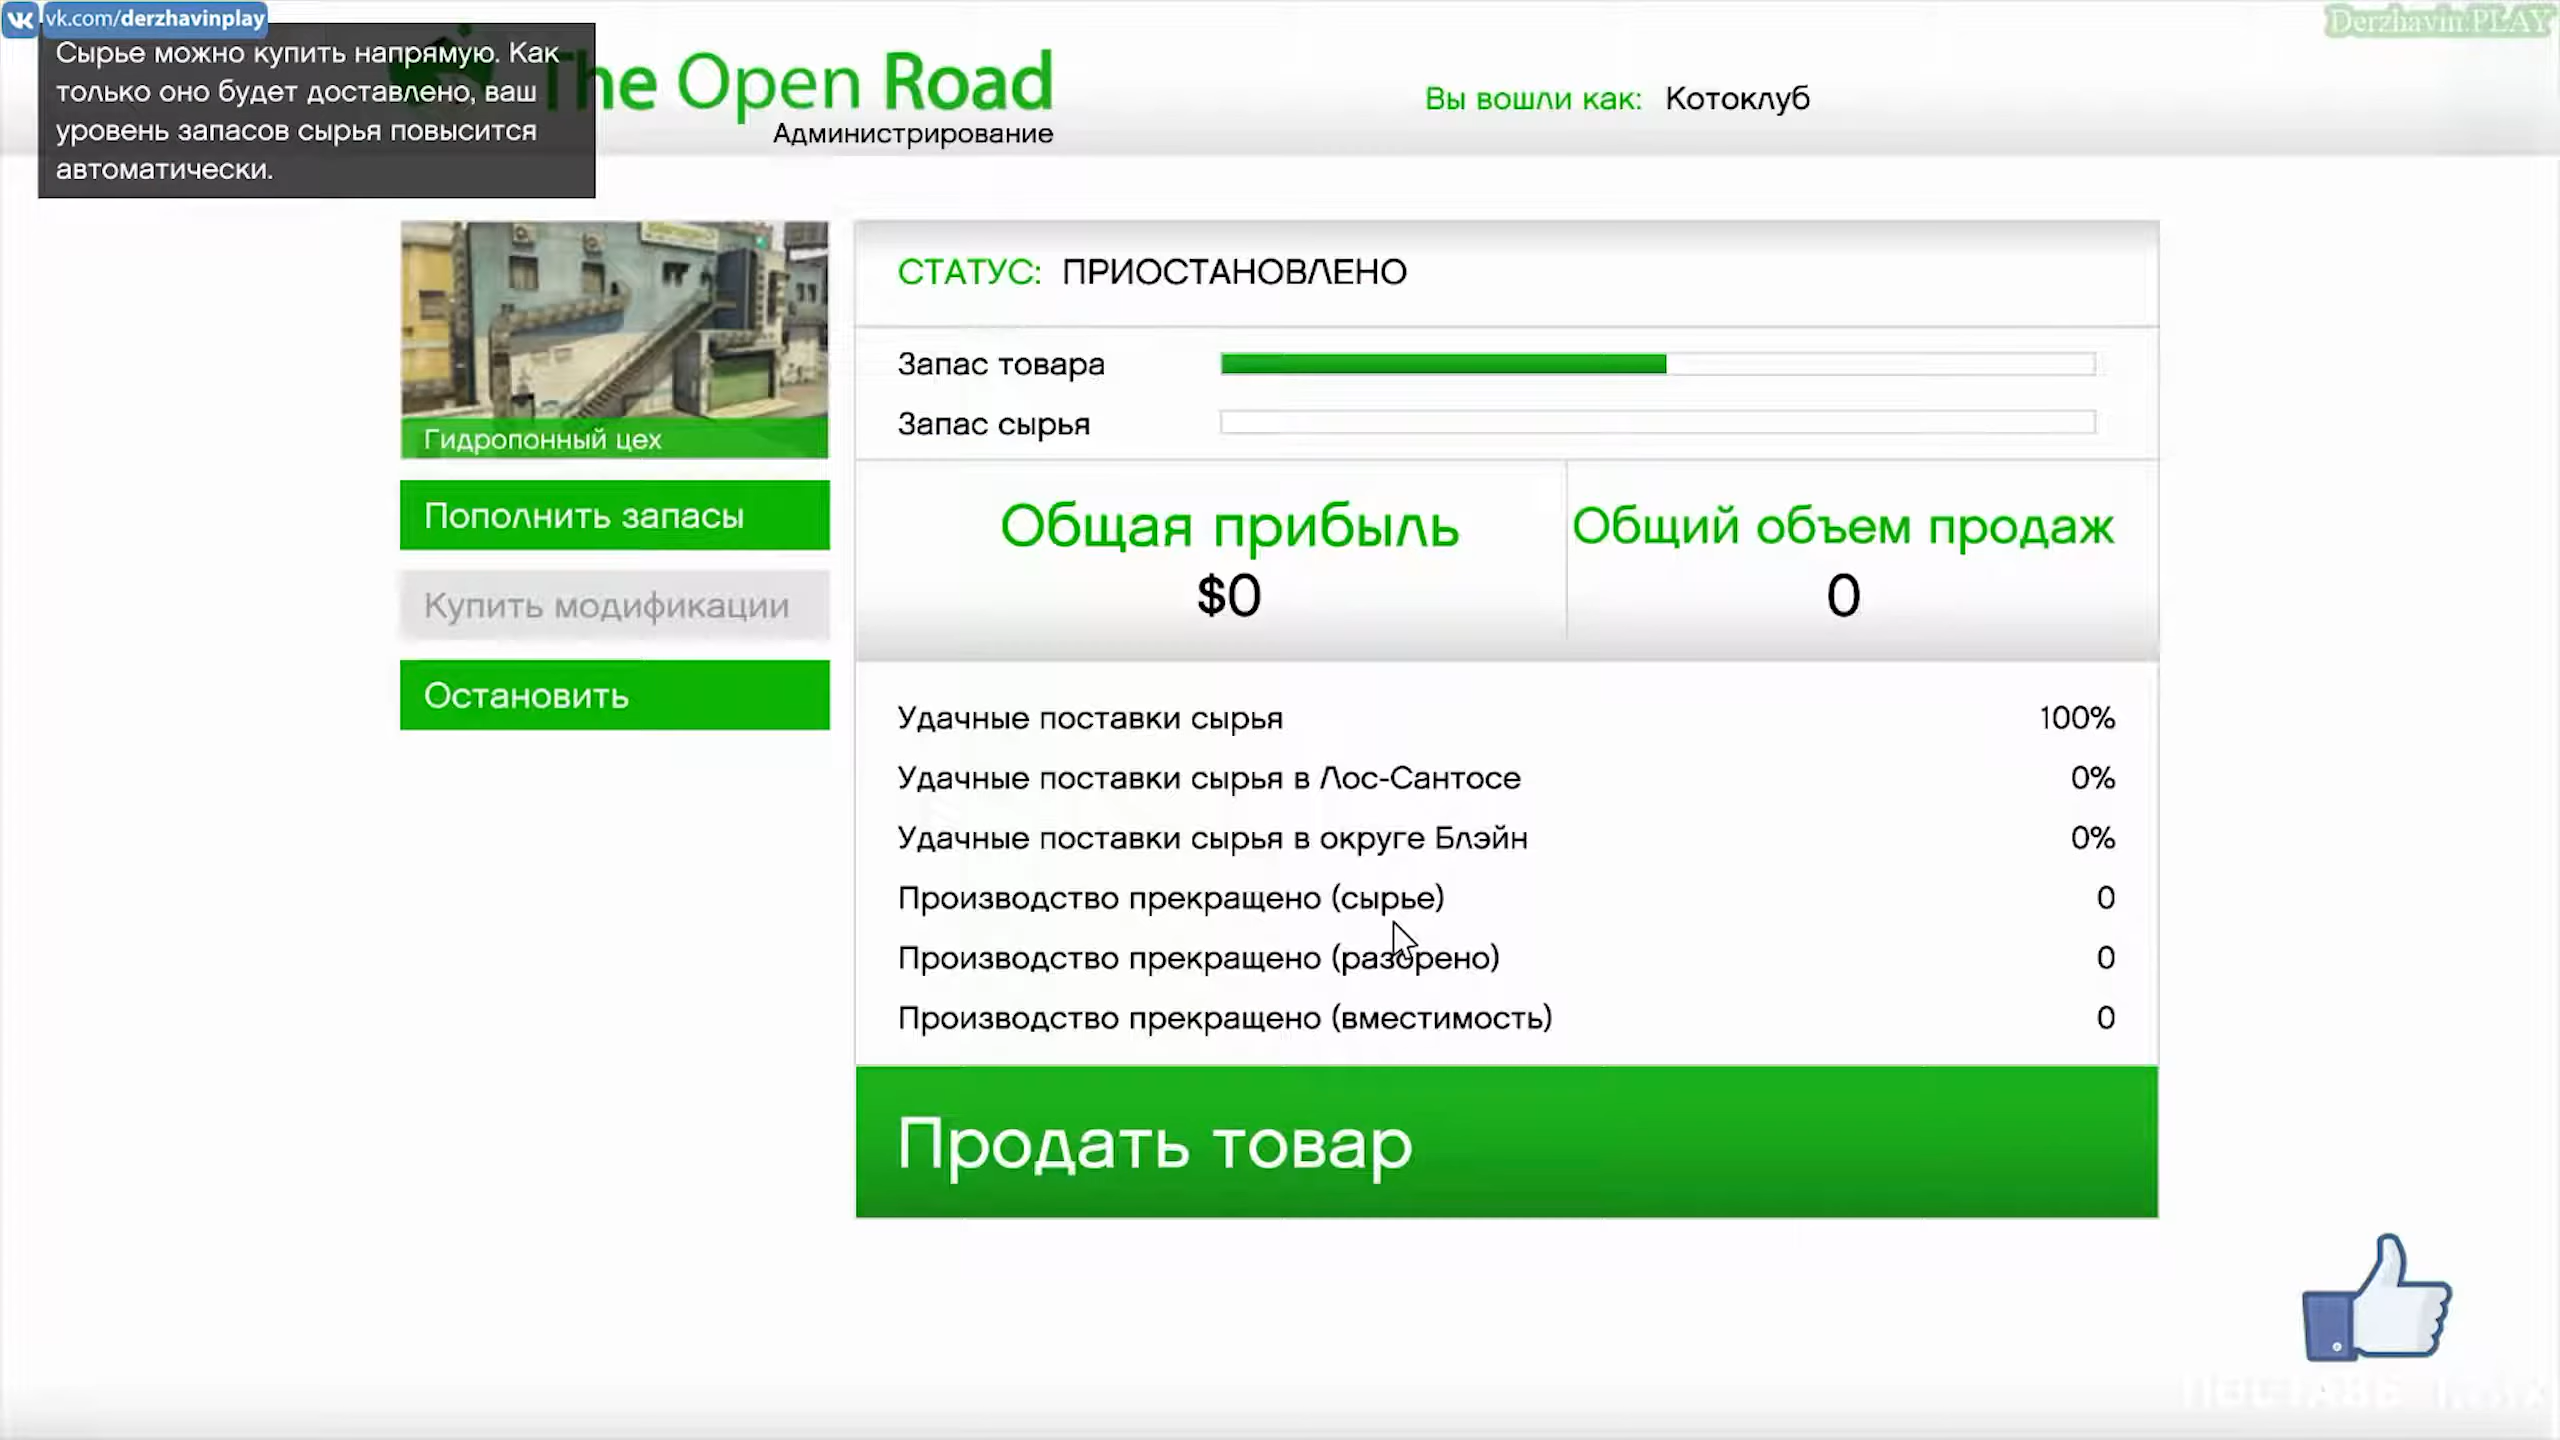 vk.com/derzhavinplay
Derzhavin.PLAY
Сырье можно купить напрямую. Как
только оно будет доставлено, ваш
уровень запасов сырья повысится
автоматически.
The Open Road
Администрирование
Вы вошли как: Котоклуб
Гидропонный цех
Пополнить запасы
Купить модификации
Остановить
СТАТУС: ПРИОСТАНОВЛЕНО
Запас товара
Запас сырья
Общая прибыль
$0
Общий объем продаж
0
Удачные поставки сырья 100%
Удачные поставки сырья в Лос-Сантосе 0%
Удачные поставки сырья в округе Блэйн 0%
Производство прекращено (сырье) 0
Производство прекращено (разорено) 0
Производство прекращено (вместимость) 0
Продать товар